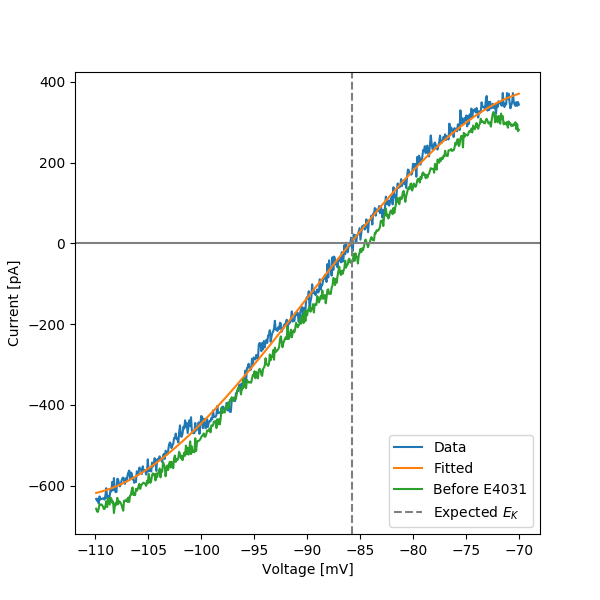 400
200
0
−200
−400
−600
Current [pA]
−110 −105 −100 −95 −90 −85 −80 −75 −70
Voltage [mV]
Data
Fitted
Before E4031
Expected E_K